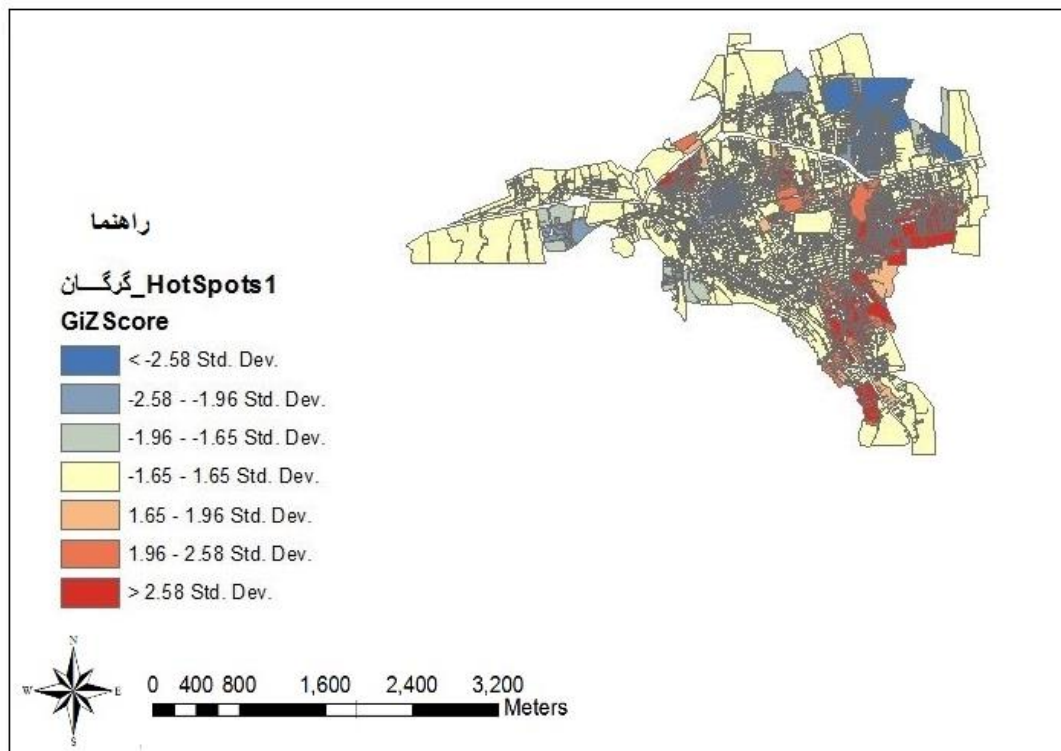 راهنما
گرگـــان_HotSpots1
GiZScore
< -2.58 Std. Dev.
-2.58 - -1.96 Std. Dev.
-1.96 - -1.65 Std. Dev.
-1.65 - 1.65 Std. Dev.
1.65 - 1.96 Std. Dev.
1.96 - 2.58 Std. Dev.
> 2.58 Std. Dev.
N
W E
S
0 400 800 1,600 2,400 3,200
Meters